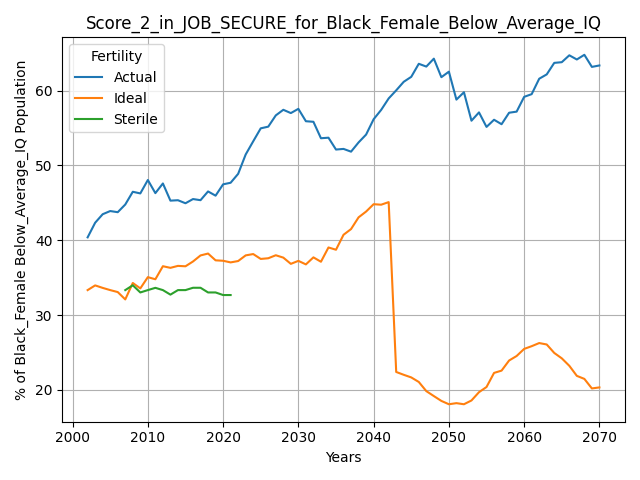 Score_2_in_JOB_SECURE_for_Black_Female_Below_Average_IQ
Fertility
Actual
Ideal
Sterile
% of Black_Female Below_Average_IQ Population
60
50
40
30
20
2000 2010 2020 2030 2040 2050 2060 2070
Years